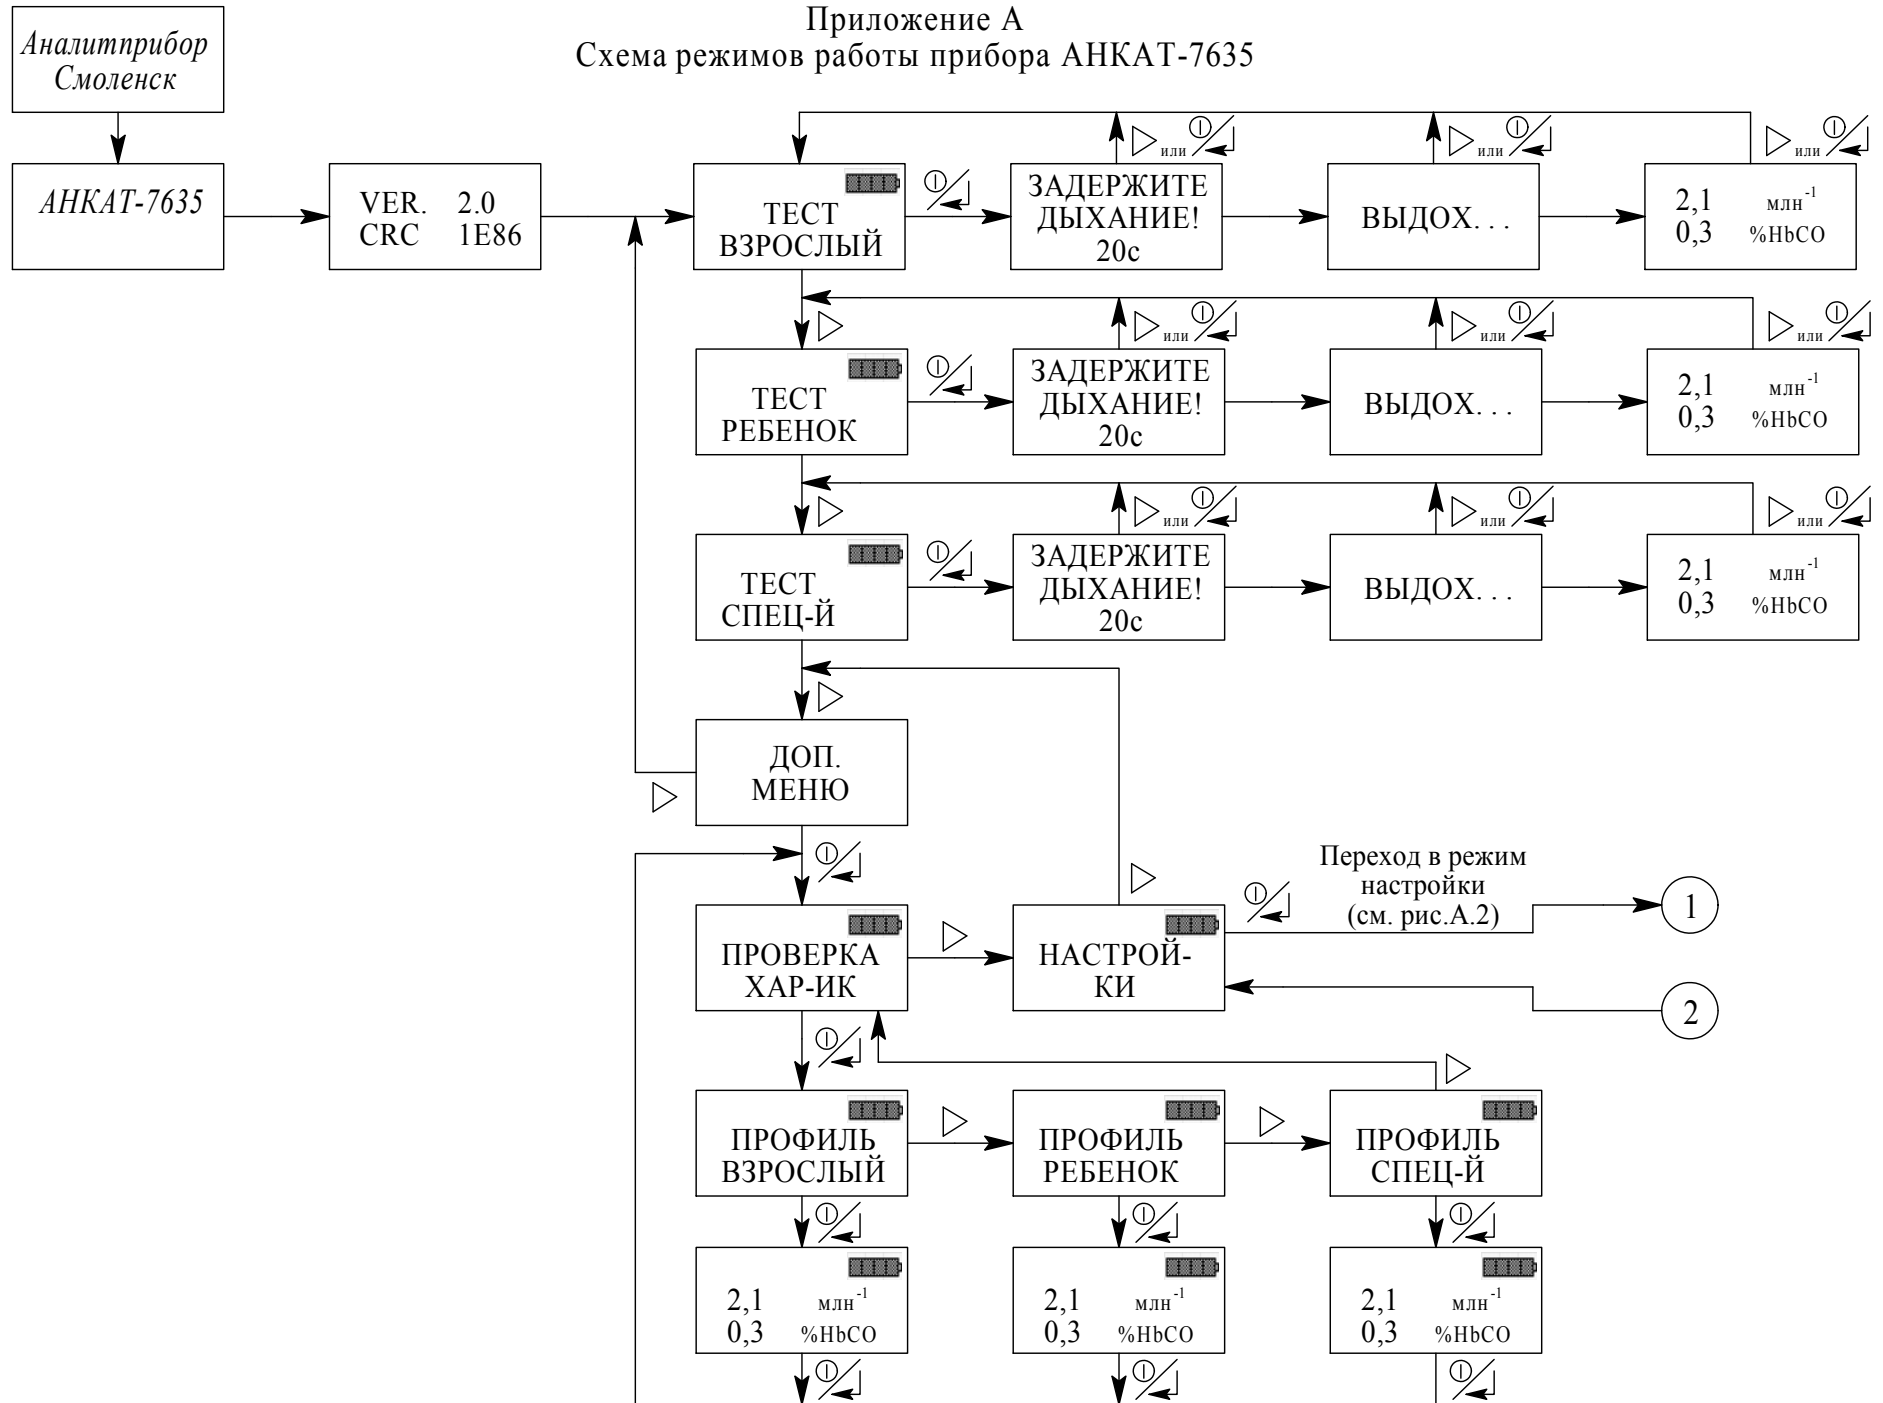 Приложение А
Схема режимов работы прибора АНКАТ-7635
Аналитприбор
Смоленск
АНКАТ-7635
VER. 2.0
CRC 1E86
ТЕСТ
ВЗРОСЛЫЙ
ЗАДЕРЖИТЕ
ДЫХАНИЕ!
20с
или
ВЫДОХ. . .
или
2,1 млн⁻¹
0,3 %HbCO
или
ТЕСТ
РЕБЕНОК
ЗАДЕРЖИТЕ
ДЫХАНИЕ!
20с
или
ВЫДОХ. . .
или
2,1 млн⁻¹
0,3 %HbCO
или
ТЕСТ
СПЕЦ-Й
ЗАДЕРЖИТЕ
ДЫХАНИЕ!
20с
или
ВЫДОХ. . .
или
2,1 млн⁻¹
0,3 %HbCO
или
ДОП.
МЕНЮ
ПРОВЕРКА
ХАР-ИК
НАСТРОЙ-
КИ
Переход в режим
настройки
(см. рис.А.2)
1
2
ПРОФИЛЬ
ВЗРОСЛЫЙ
ПРОФИЛЬ
РЕБЕНОК
ПРОФИЛЬ
СПЕЦ-Й
2,1 млн⁻¹
0,3 %HbCO
2,1 млн⁻¹
0,3 %HbCO
2,1 млн⁻¹
0,3 %HbCO